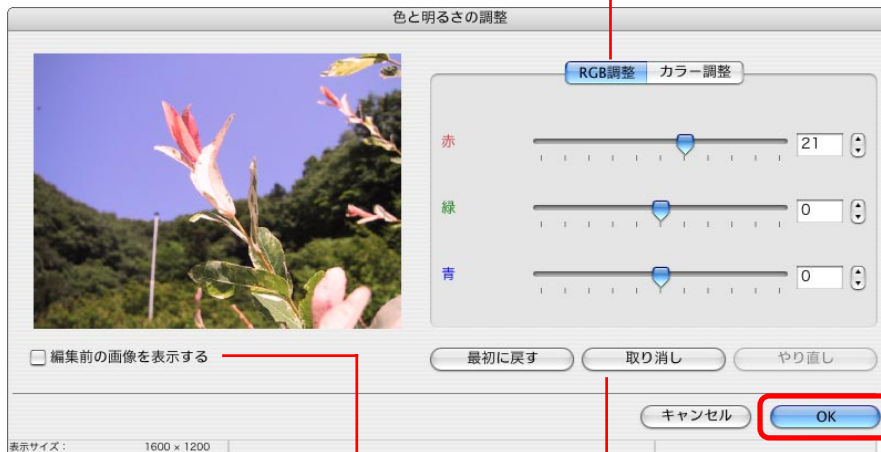 色と明るさの調整
RGB調整 カラー調整
赤 21
緑 0
青 0
編集前の画像を表示する
最初に戻す 取り消し やり直し
キャンセル OK
表示サイズ： 1600 × 1200